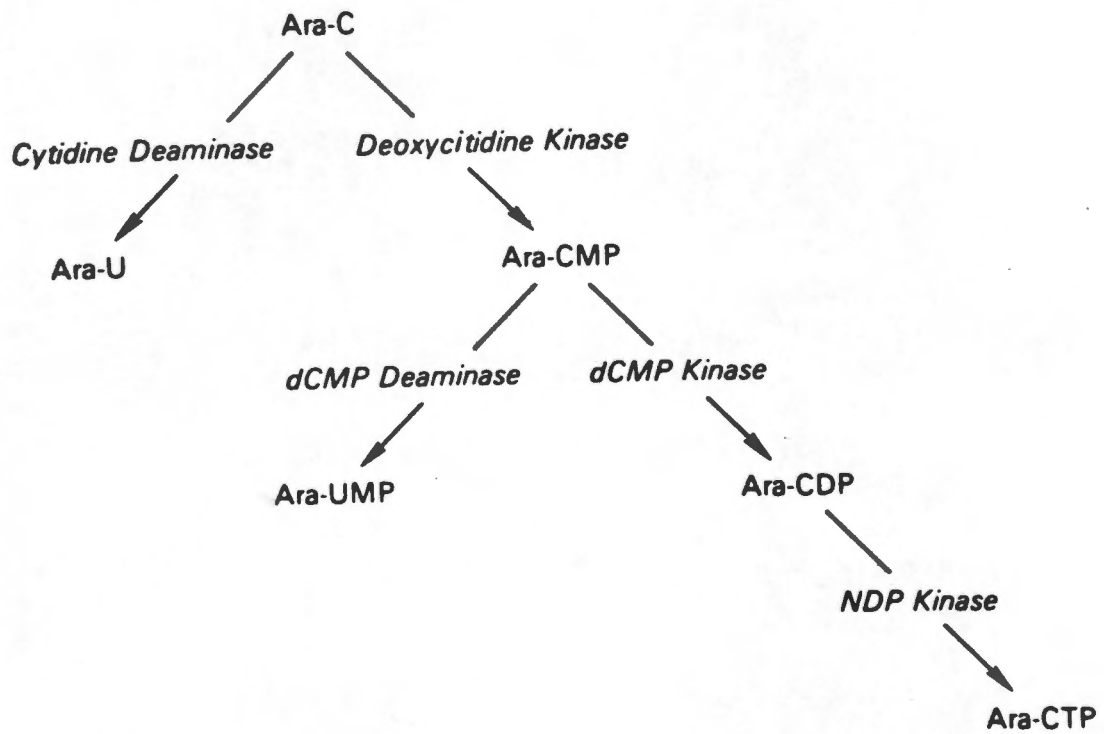 Ara-C
Cytidine Deaminase
Deoxycitidine Kinase
Ara-U
Ara-CMP
dCMP Deaminase
dCMP Kinase
Ara-UMP
Ara-CDP
NDP Kinase
Ara-CTP